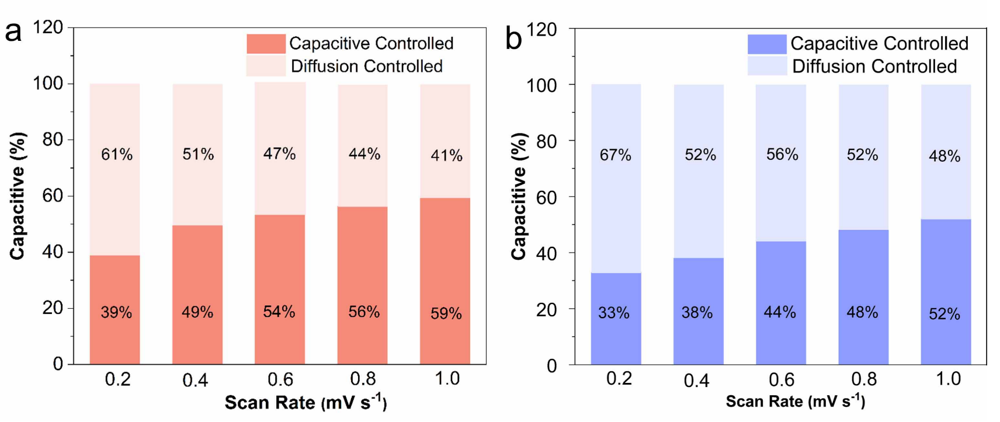 a
120
100
80
60
40
20
0
Capacitive (%)
Capacitive Controlled
Diffusion Controlled
61% 51% 47% 44% 41%
39% 49% 54% 56% 59%
0.2 0.4 0.6 0.8 1.0
Scan Rate (mV s⁻¹)
b
120
100
80
60
40
20
0
Capacitive (%)
Capacitive Controlled
Diffusion Controlled
67% 52% 56% 52% 48%
33% 38% 44% 48% 52%
0.2 0.4 0.6 0.8 1.0
Scan Rate (mV s⁻¹)